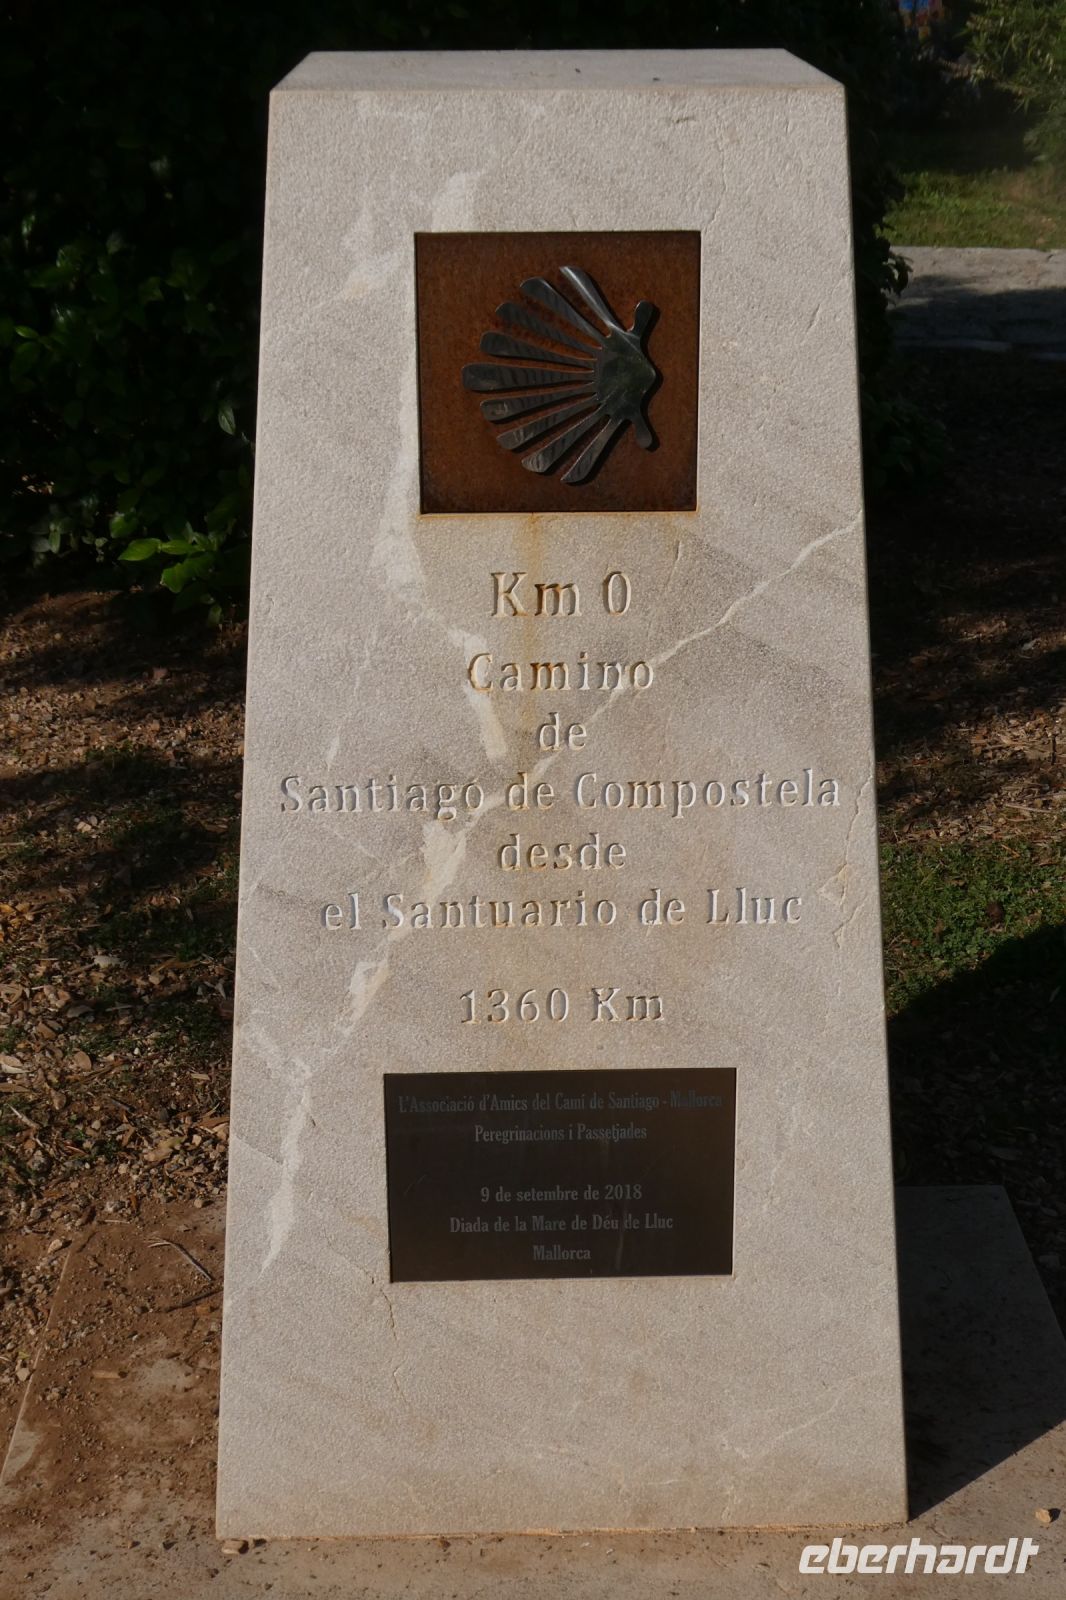 Km 0
Camino
de
Santiago de Compostela
desde
el Santuario de Lluc
1360 Km
L'Associació d'Amics del Camí de Santiago - Mallorca
Peregrinacions i Passetjades
9 de setembre de 2018
Diada de la Mare de Déu de Lluc
Mallorca
eberhardt